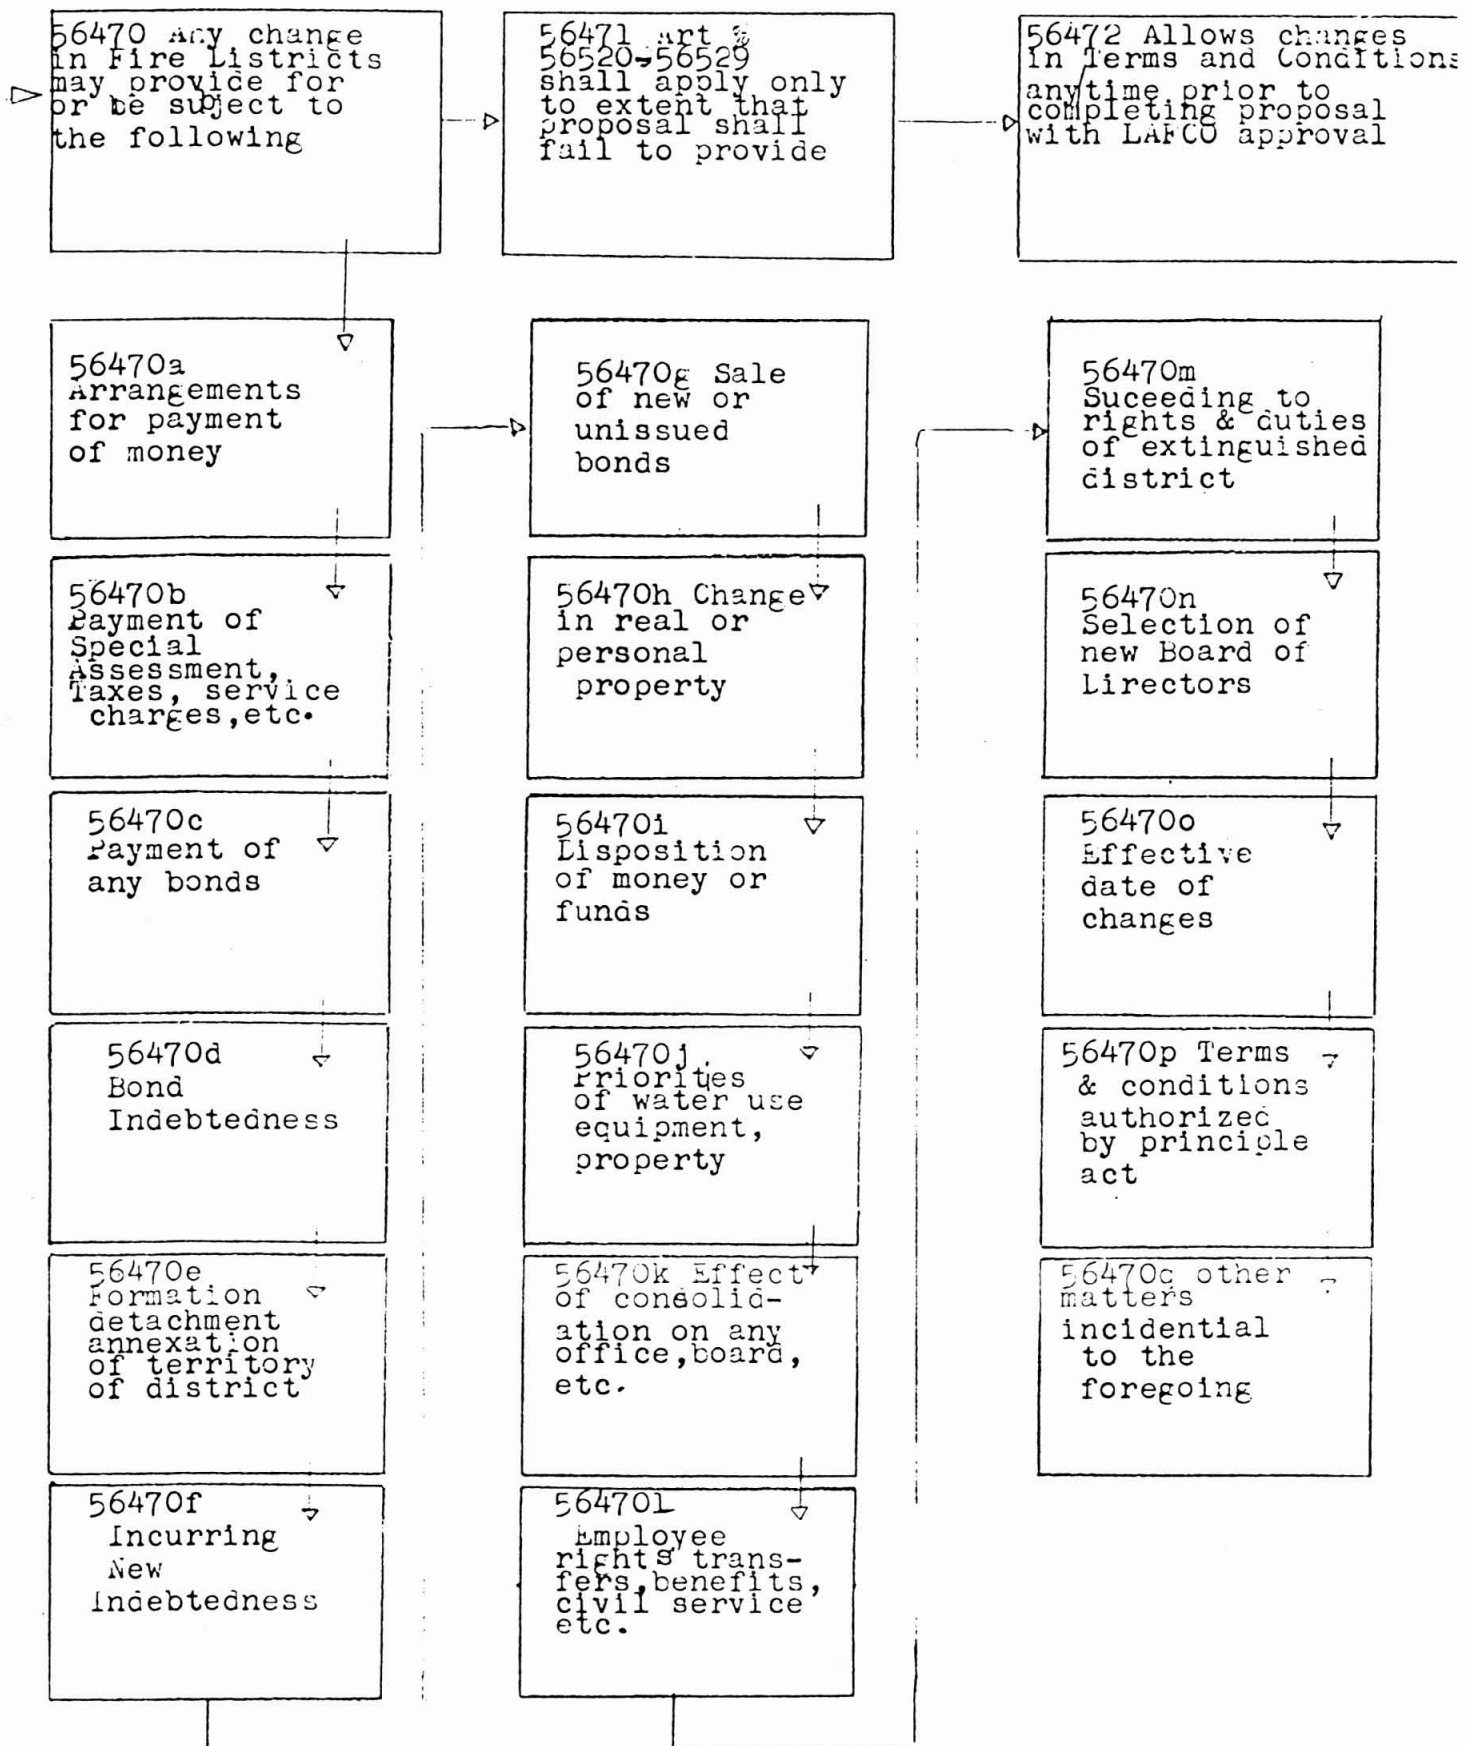 56470 Any change
in Fire Districts
may provide for
or be subject to
the following
56471 Art
56520-56529
shall apply only
to extent that
proposal shall
fail to provide
56472 Allows changes
in Terms and Conditions
anytime prior to
completing proposal
with LAFCO approval
56470a
Arrangements
for payment
of money
56470b
Payment of
Special
Assessment,
Taxes, service
charges,etc.
56470c
Payment of
any bonds
56470d
Bond
Indebtedness
56470e
Formation
detachment
annexation
of territory
of district
56470f
Incurring
New
Indebtedness
56470g Sale
of new or
unissued
bonds
56470h Change
in real or
personal
property
56470i
Disposition
of money or
funds
56470j
Priorities
of water use
equipment,
property
56470k Effect
of consolid-
ation on any
office,board,
etc.
56470l
Employee
rights trans-
fers,benefits,
civil service
etc.
56470m
Suceeding to
rights & duties
of extinguished
district
56470n
Selection of
new Board of
Directors
56470o
Effective
date of
changes
56470p Terms
& conditions
authorized
by principle
act
56470q other
matters
incidential
to the
foregoing